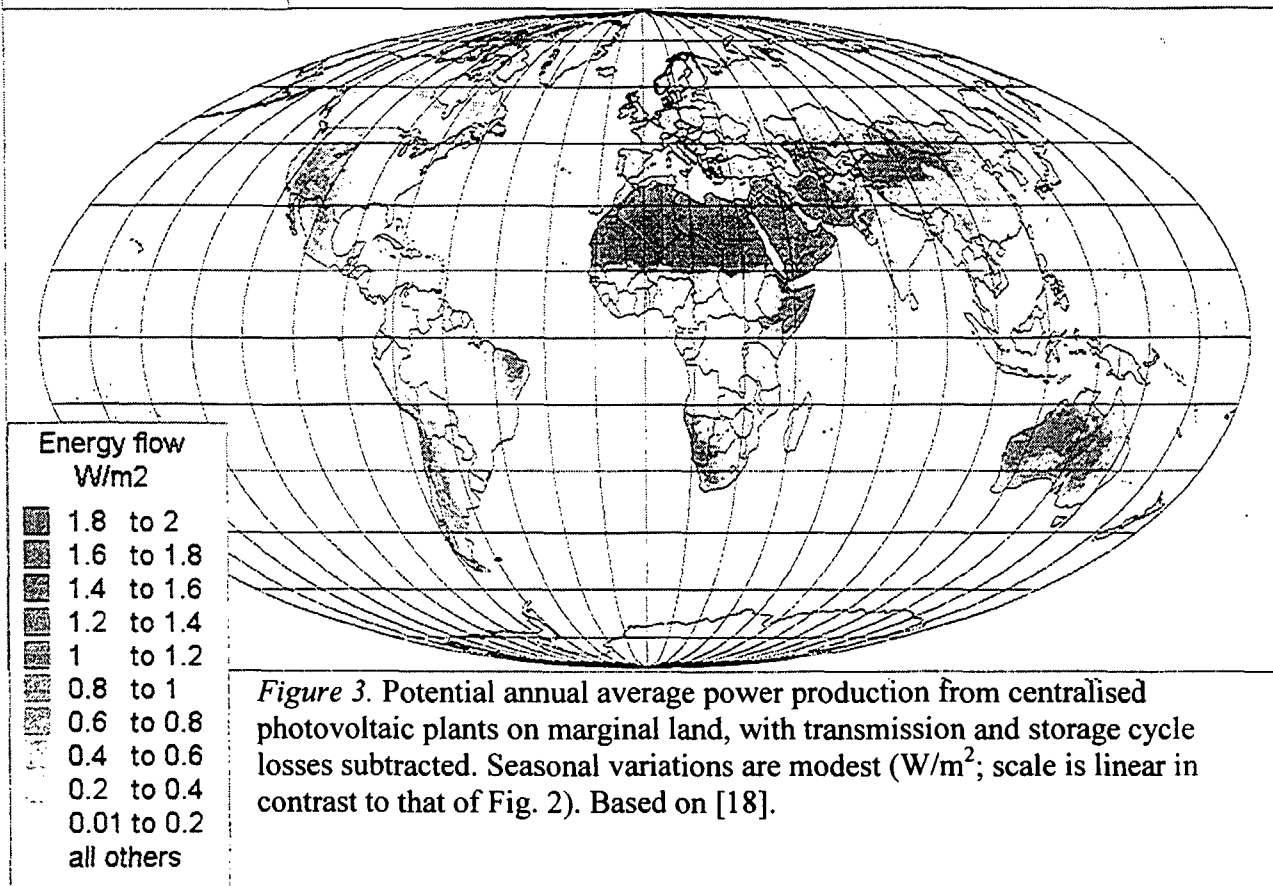 Energy flow
W/m2
1.8 to 2
1.6 to 1.8
1.4 to 1.6
1.2 to 1.4
1 to 1.2
0.8 to 1
0.6 to 0.8
0.4 to 0.6
0.2 to 0.4
0.01 to 0.2
all others
Figure 3. Potential annual average power production from centralised
photovoltaic plants on marginal land, with transmission and storage cycle
losses subtracted. Seasonal variations are modest (W/m²; scale is linear in
contrast to that of Fig. 2). Based on [18].